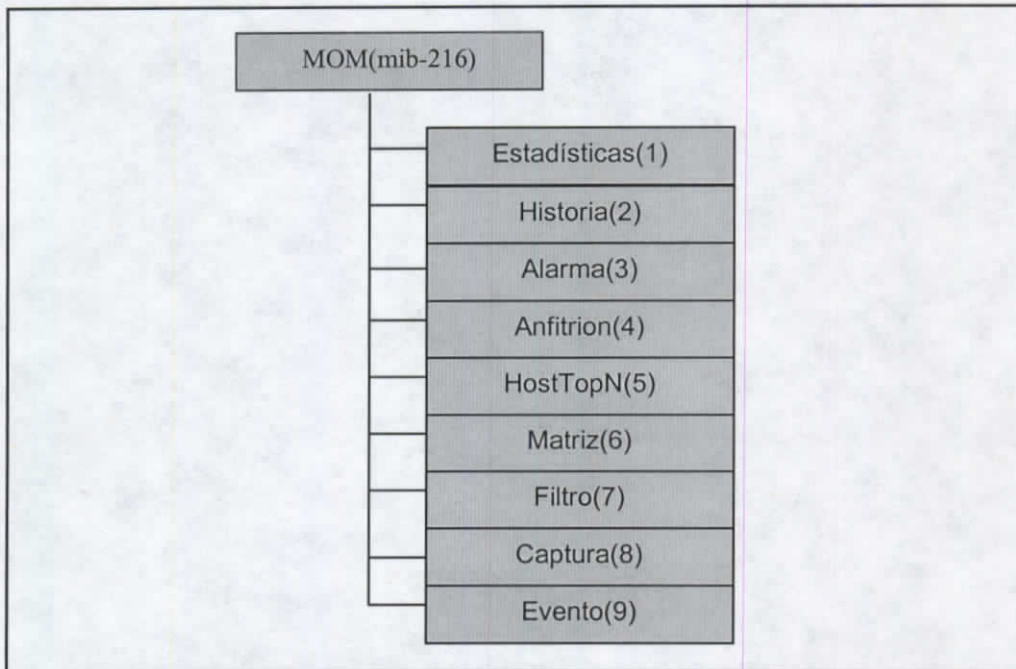 MOM(mib-216)
Estadísticas(1)
Historia(2)
Alarma(3)
Anfitrion(4)
HostTopN(5)
Matriz(6)
Filtro(7)
Captura(8)
Evento(9)